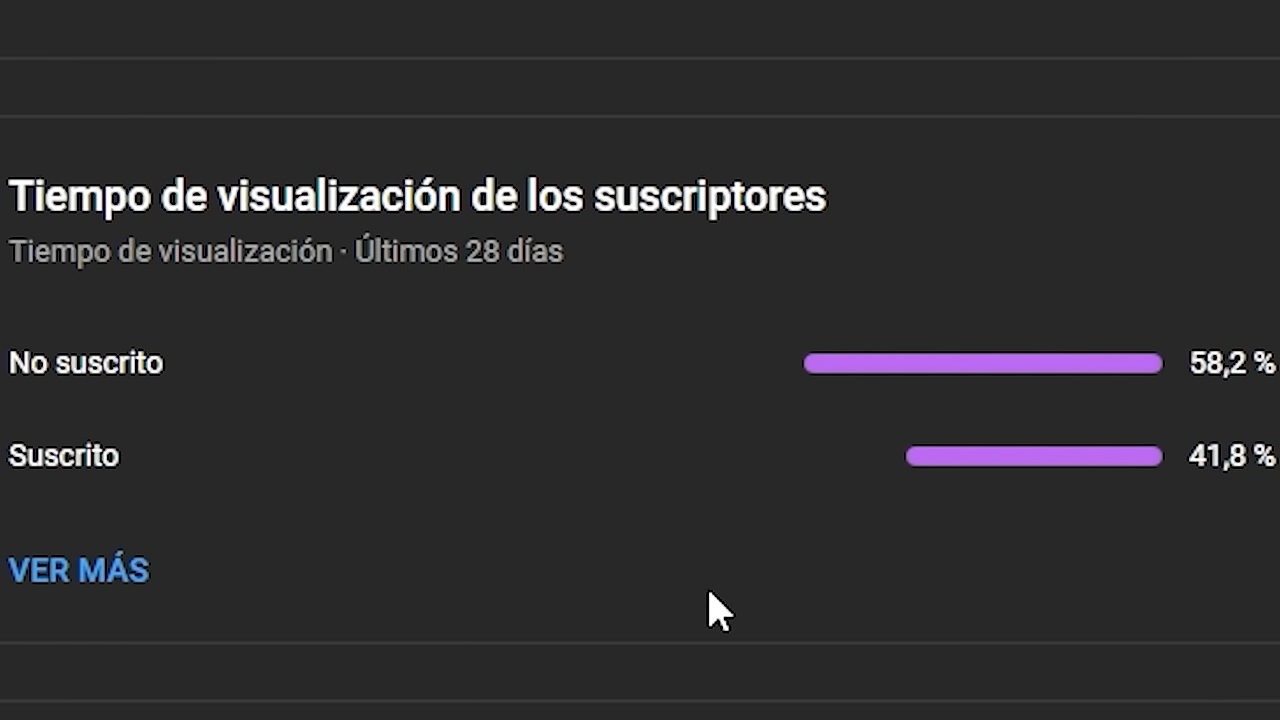 Tiempo de visualización de los suscriptores
Tiempo de visualización · Últimos 28 días
No suscrito 58,2 %
Suscrito 41,8 %
VER MÁS